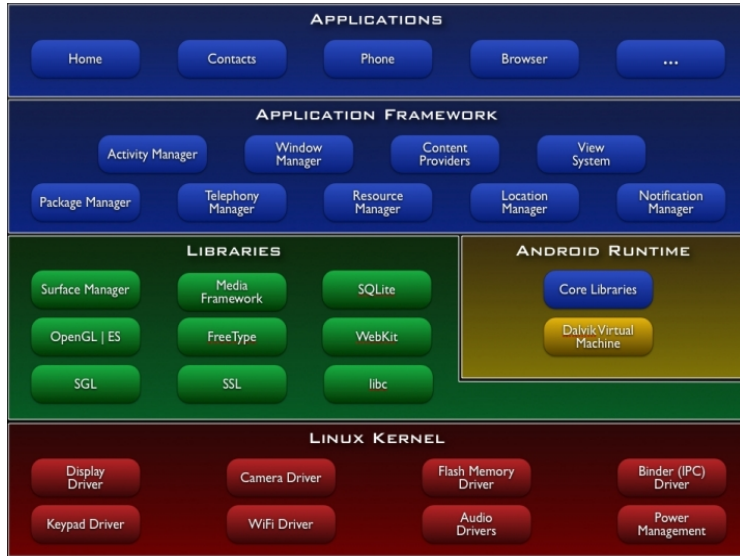 APPLICATIONS
Home Contacts Phone Browser ...
APPLICATION FRAMEWORK
Activity Manager Window Manager Content Providers View System
Package Manager Telephony Manager Resource Manager Location Manager Notification Manager
LIBRARIES
Surface Manager Media Framework SQLite
OpenGL | ES FreeType WebKit
SGL SSL libc
ANDROID RUNTIME
Core Libraries
Dalvik Virtual Machine
LINUX KERNEL
Display Driver Camera Driver Flash Memory Driver Binder (IPC) Driver
Keypad Driver WiFi Driver Audio Drivers Power Management